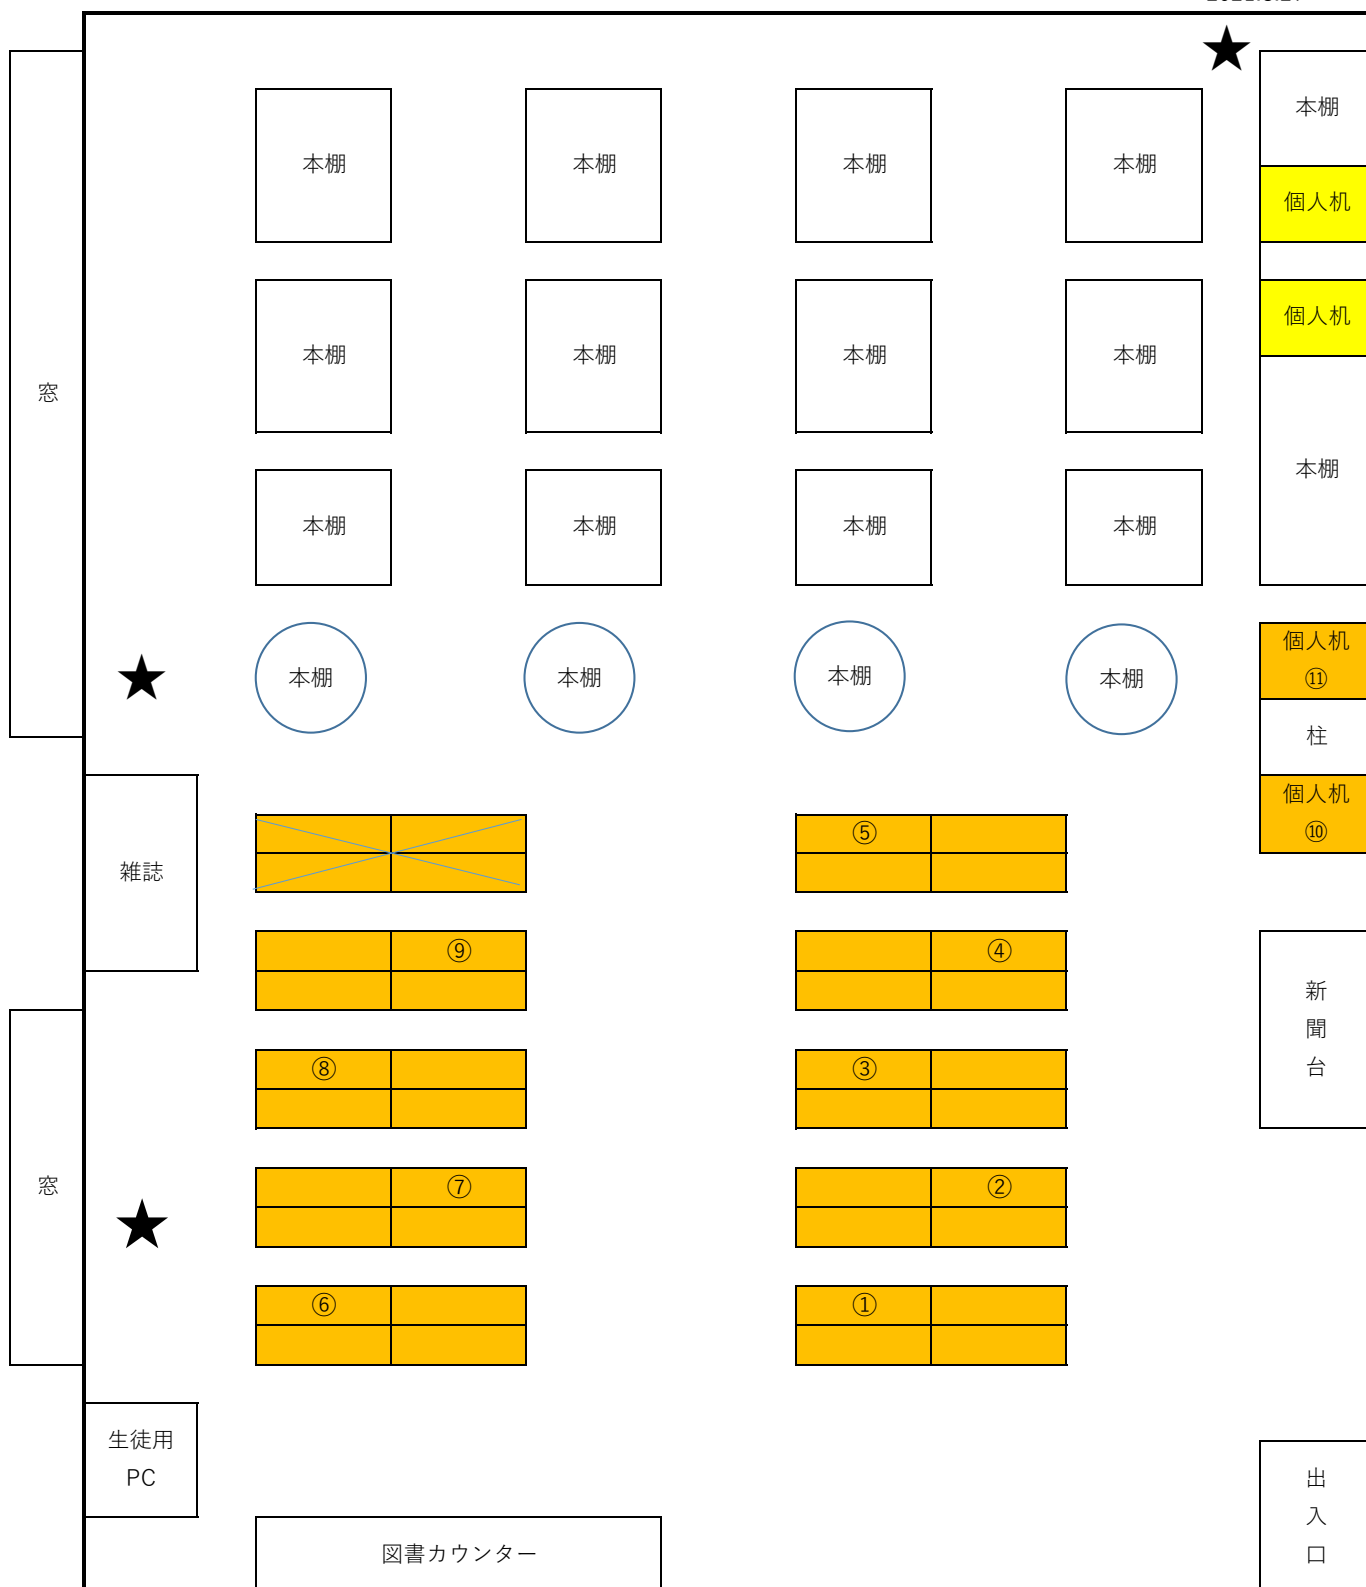 本棚
本棚 本棚 本棚 本棚
個人机
個人机
本棚 本棚 本棚 本棚
窓
本棚
本棚 本棚 本棚 本棚
個人机
⑪
本棚 本棚 本棚 本棚
柱
個人机
⑩
⑤
雑誌
⑨ ④
新
聞
台
⑧ ③
窓
⑦ ②
⑥ ①
生徒用
PC
出
入
口
図書カウンター